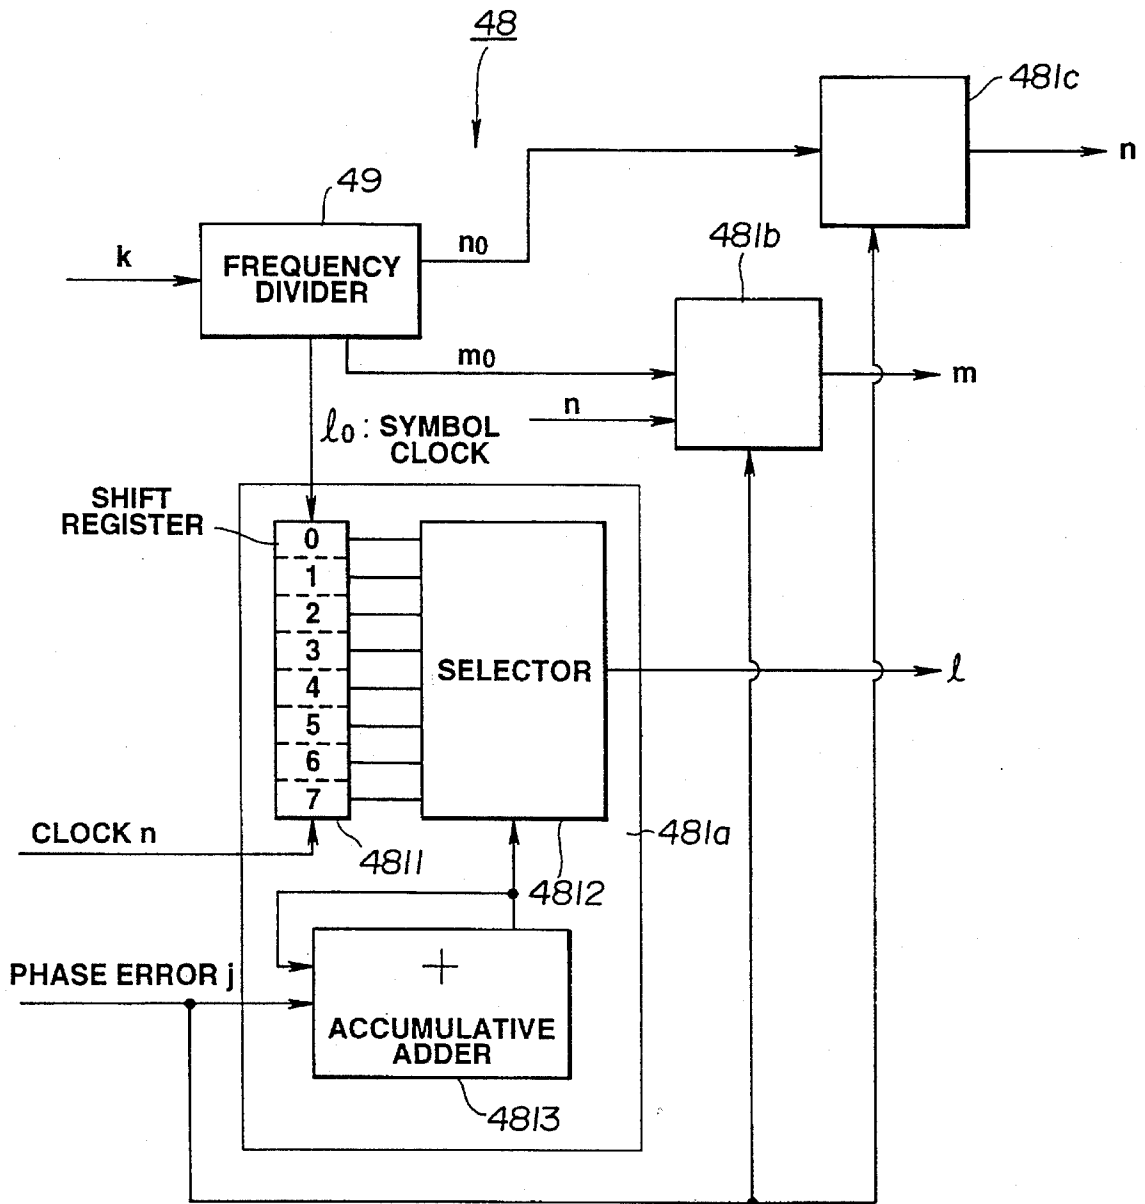 48
481c
n
49
n0
481b
k
FREQUENCY
DIVIDER
m0
m
n
ℓ0 : SYMBOL
CLOCK
SHIFT
REGISTER
0
1
2
3
4
5
6
7
SELECTOR
ℓ
CLOCK n
481a
4811
4812
PHASE ERROR j
+
ACCUMULATIVE
ADDER
4813